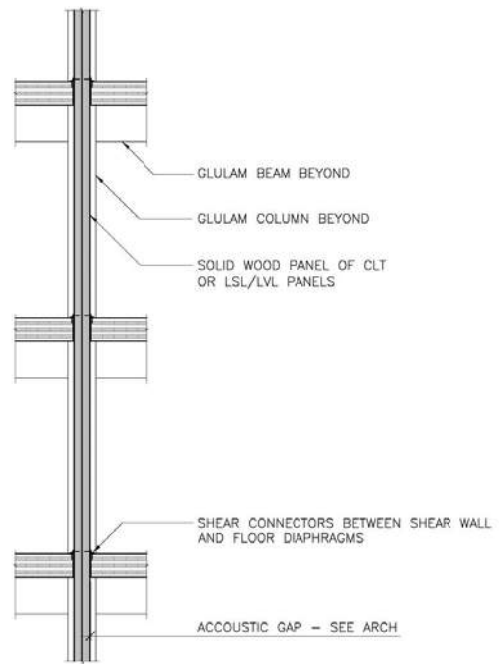 GLULAM BEAM BEYOND
GLULAM COLUMN BEYOND
SOLID WOOD PANEL OF CLT
OR LSL/LVL PANELS
SHEAR CONNECTORS BETWEEN SHEAR WALL
AND FLOOR DIAPHRAGMS
ACCOUSTIC GAP – SEE ARCH